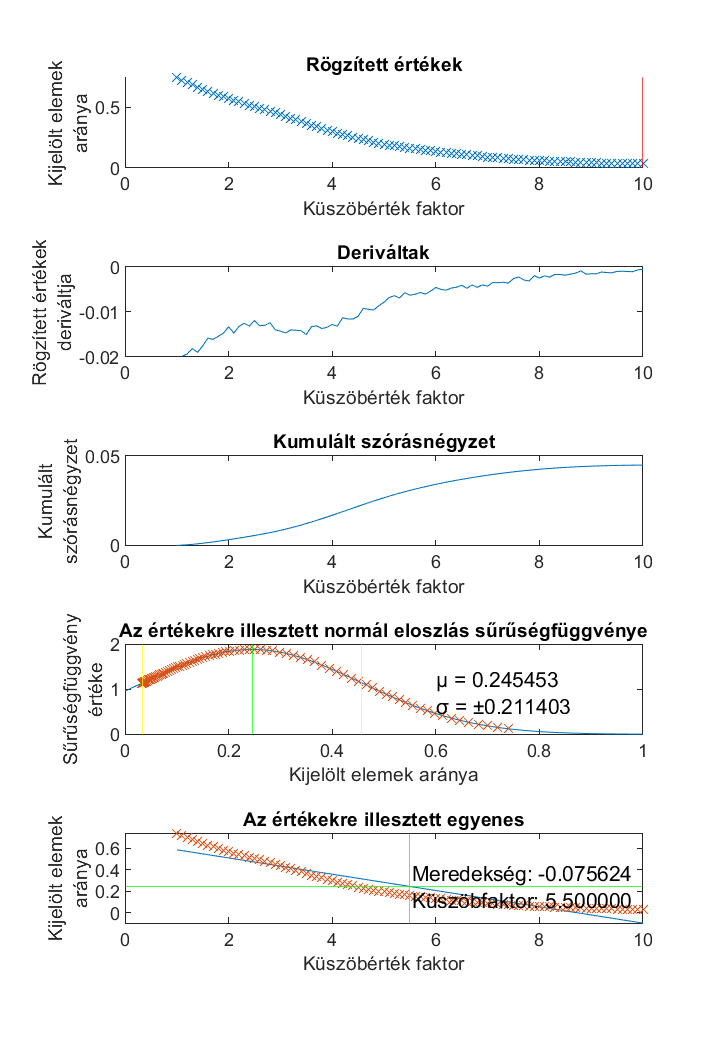 Rögzített értékek
Kijelölt elemek
aránya
0.5
0
0 2 4 6 8 10
Küszöbérték faktor
Deriváltak
Rögzített értékek
deriváltja
0
-0.01
-0.02
0 2 4 6 8 10
Küszöbérték faktor
Kumulált szórásnégyzet
Kumulált
szórásnégyzet
0.05
0
0 2 4 6 8 10
Küszöbérték faktor
Az értékekre illesztett normál eloszlás sűrűségfüggvénye
Sűrűségfüggvény
értéke
2
1
0
μ = 0.245453
σ = ±0.211403
0 0.2 0.4 0.6 0.8 1
Kijelölt elemek aránya
Az értékekre illesztett egyenes
Kijelölt elemek
aránya
0.6
0.4
0.2
0
Meredekség: -0.075624
Küszöbfaktor: 5.500000
0 2 4 6 8 10
Küszöbérték faktor